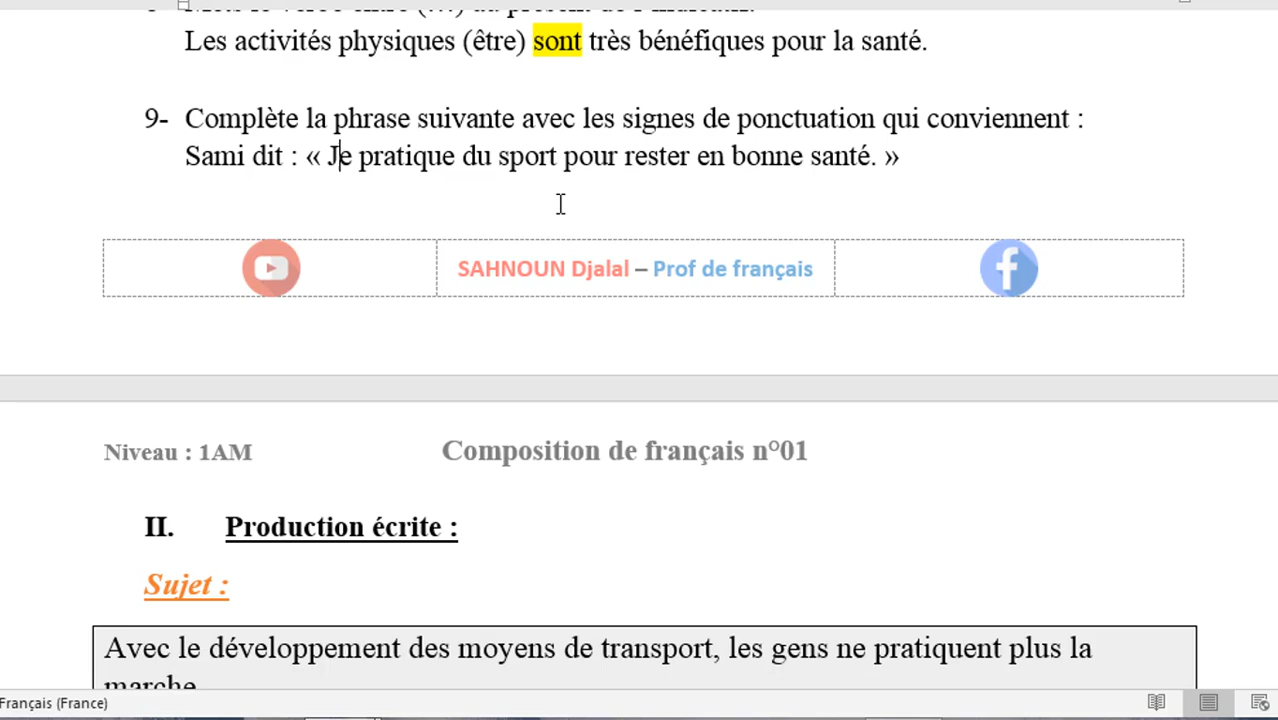 Les activités physiques (être) sont très bénéfiques pour la santé.
9- Complète la phrase suivante avec les signes de ponctuation qui conviennent :
Sami dit : « Je pratique du sport pour rester en bonne santé. »
SAHNOUN Djalal – Prof de français
Niveau : 1AM Composition de français n°01
II. Production écrite :
Sujet :
Avec le développement des moyens de transport, les gens ne pratiquent plus la
marche
Français (France)